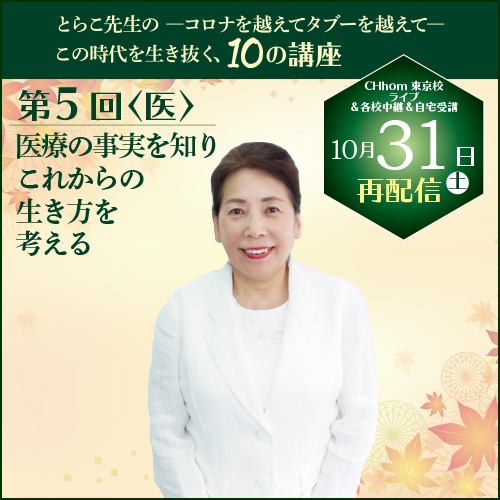 とらこ先生の ―コロナを越えてタブーを越えて―
この時代を生き抜く、10の講座
CHhom 東京校
ライブ
&各校中継&自宅受講
10月31日
再配信 土
第5回〈医〉
医療の事実を知り
これからの
生き方を
考える